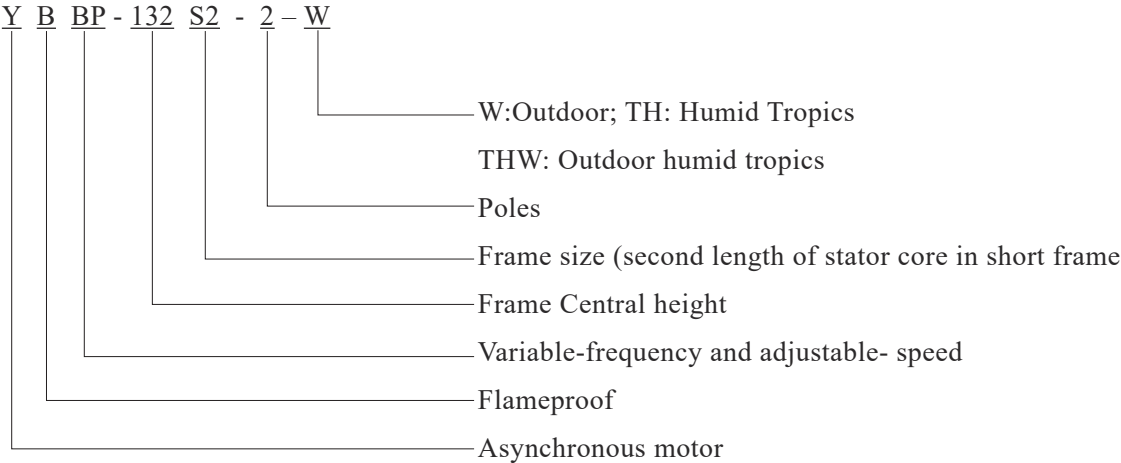 Y B BP - 132 S2 - 2 – W
W:Outdoor; TH: Humid Tropics
THW: Outdoor humid tropics
Poles
Frame size (second length of stator core in short frame
Frame Central height
Variable-frequency and adjustable- speed
Flameproof
Asynchronous motor